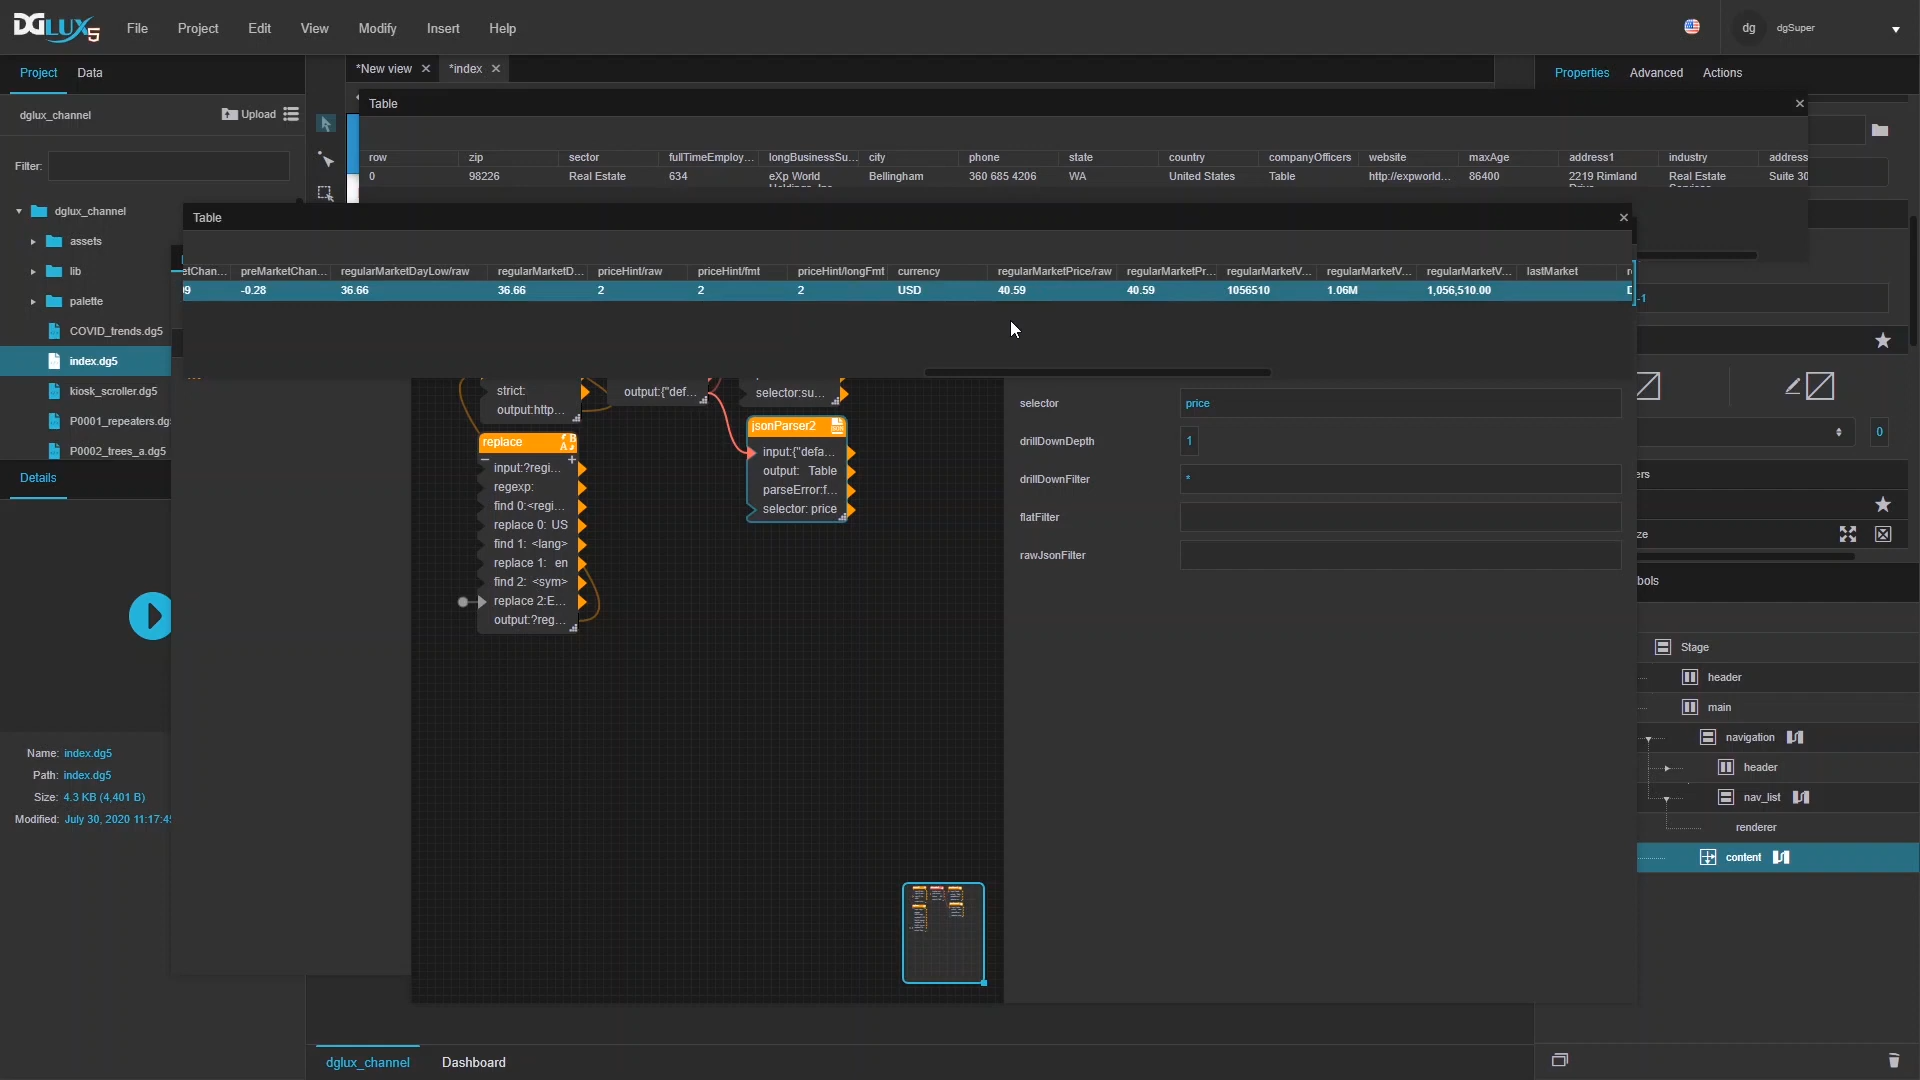 DGLUX5 File Project Edit View Modify Insert Help dg dgSuper
Project Data *New view *index Properties Advanced Actions
dglux_channel Upload
Filter:
dglux_channel
assets
lib
palette
COVID_trends.dg5
index.dg5
kiosk_scroller.dg5
P0001_repeaters.dg
P0002_trees_a.dg5
Details
Name: index.dg5
Path: index.dg5
Size: 4.3 KB (4,401 B)
Modified: July 30, 2020 11:17:45
Table
row zip sector fullTimeEmploy... longBusinessSu... city phone state country companyOfficers website maxAge address1 industry address
0 98226 Real Estate 634 eXp World Bellingham 360 685 4206 WA United States Table http://expworld... 86400 2219 Rimland Real Estate Suite 30
Holdings, Inc. Drive Services
Table
etChan... preMarketChan... regularMarketDayLow/raw regularMarketD... priceHint/raw priceHint/fmt priceHint/longFmt currency regularMarketPrice/raw regularMarketPr... regularMarketV... regularMarketV... regularMarketV... lastMarket
-0.28 36.66 36.66 2 2 2 USD 40.59 40.59 1056510 1.06M 1,056,510.00
-1
strict:
output:http...
output:{"def...
selector:su...
replace
A B
input:?regi...
regexp:
find 0:<regi...
replace 0: US
find 1: <lang>
replace 1: en
find 2: <sym>
replace 2:E...
output:?reg...
jsonParser2
input:{"defa...
output: Table
parseError:f...
selector: price
selector price
drillDownDepth 1
drillDownFilter *
flatFilter
rawJsonFilter
0
ers
ze
bols
Stage
header
main
navigation
header
nav_list
renderer
content
dglux_channel Dashboard